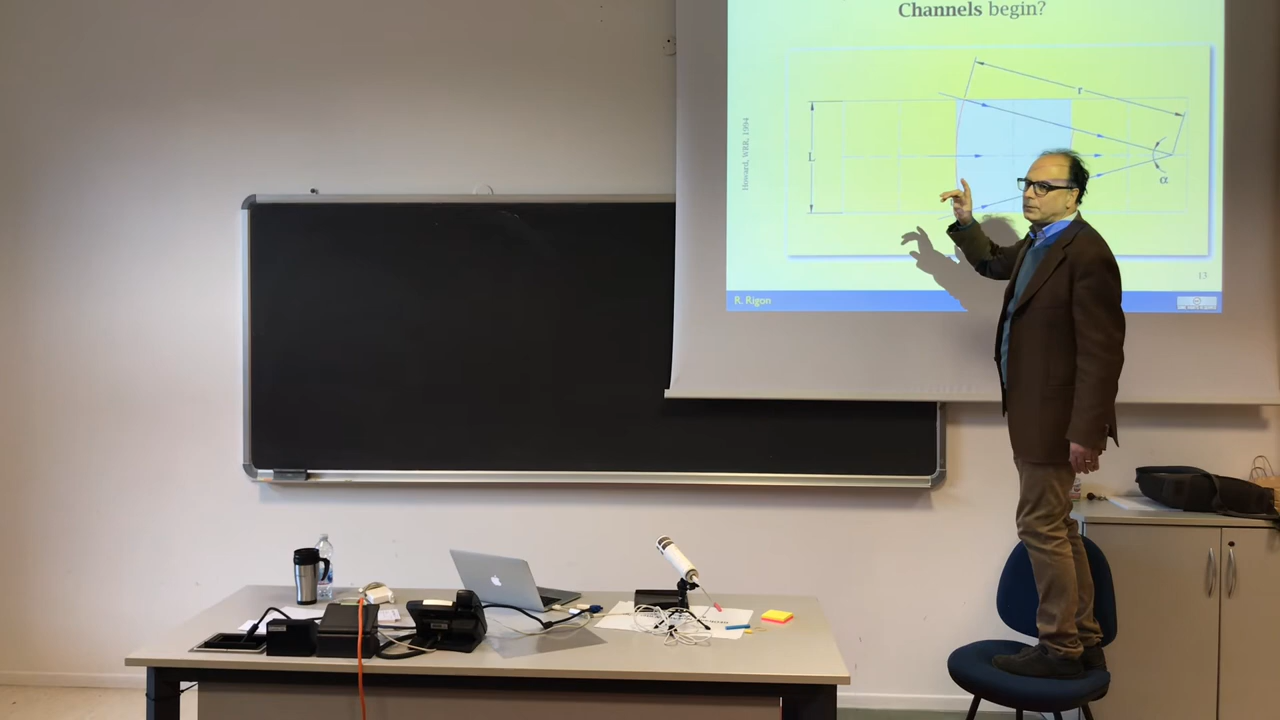 Channels begin?
Howard, WRR, 1994
r
L
α
13
R. Rigon